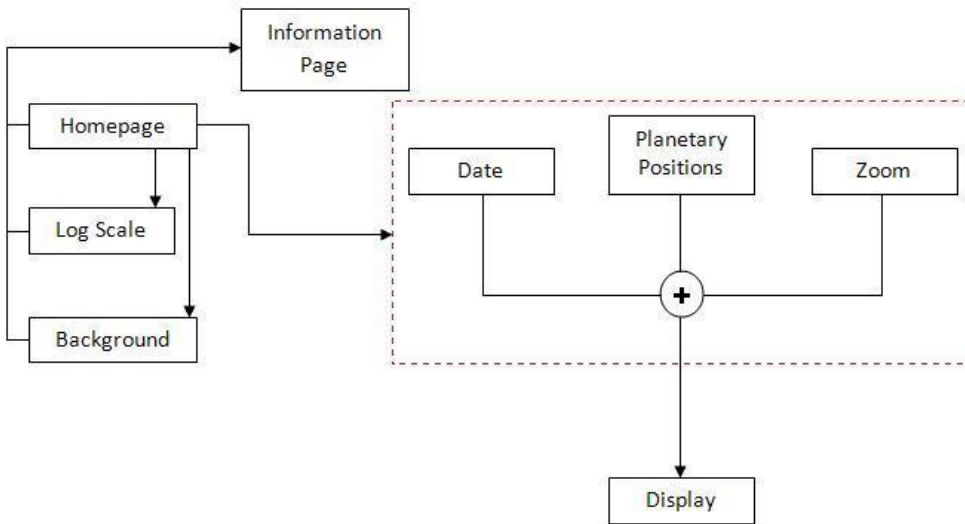 Information
Page
Homepage
Planetary
Positions
Date
Zoom
Log Scale
Background
+
Display